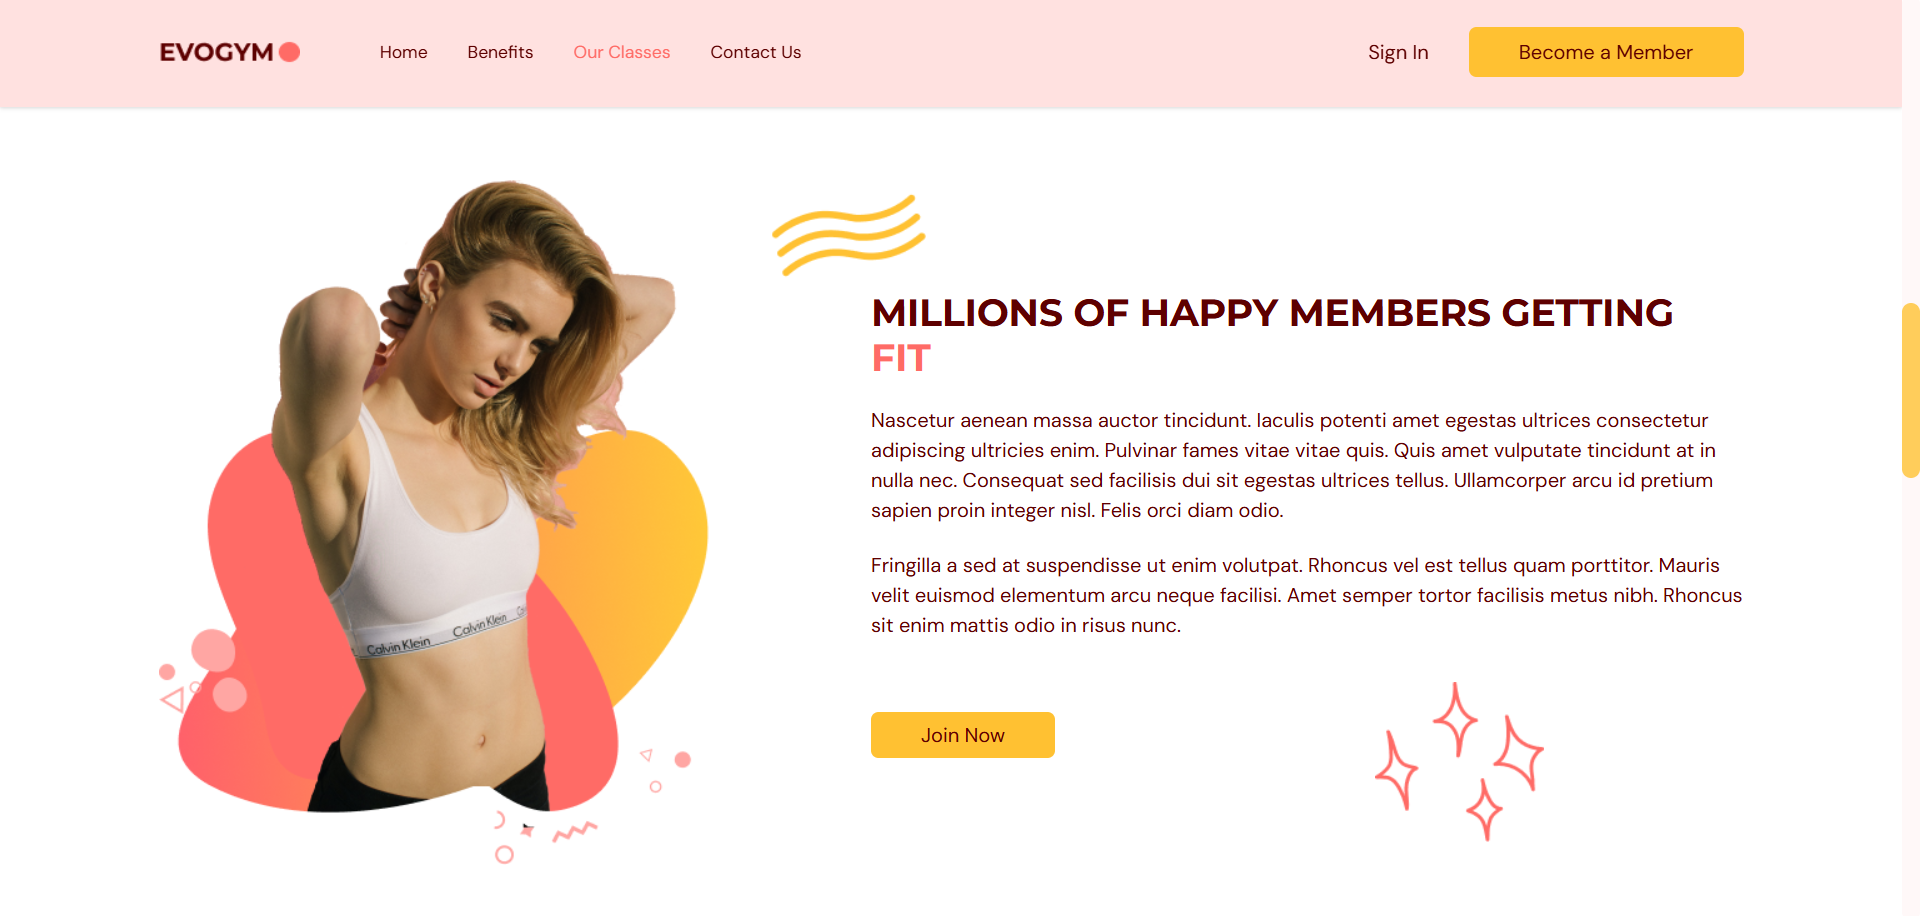 EVOGYM
Home
Benefits
Our Classes
Contact Us
Sign In
Become a Member
MILLIONS OF HAPPY MEMBERS GETTING
FIT
Nascetur aenean massa auctor tincidunt. Iaculis potenti amet egestas ultrices consectetur
adipiscing ultricies enim. Pulvinar fames vitae vitae quis. Quis amet vulputate tincidunt at in
nulla nec. Consequat sed facilisis dui sit egestas ultrices tellus. Ullamcorper arcu id pretium
sapien proin integer nisl. Felis orci diam odio.
Fringilla a sed at suspendisse ut enim volutpat. Rhoncus vel est tellus quam porttitor. Mauris
velit euismod elementum arcu neque facilisi. Amet semper tortor facilisis metus nibh. Rhoncus
sit enim mattis odio in risus nunc.
Calvin Klein Calvin Klein
Join Now